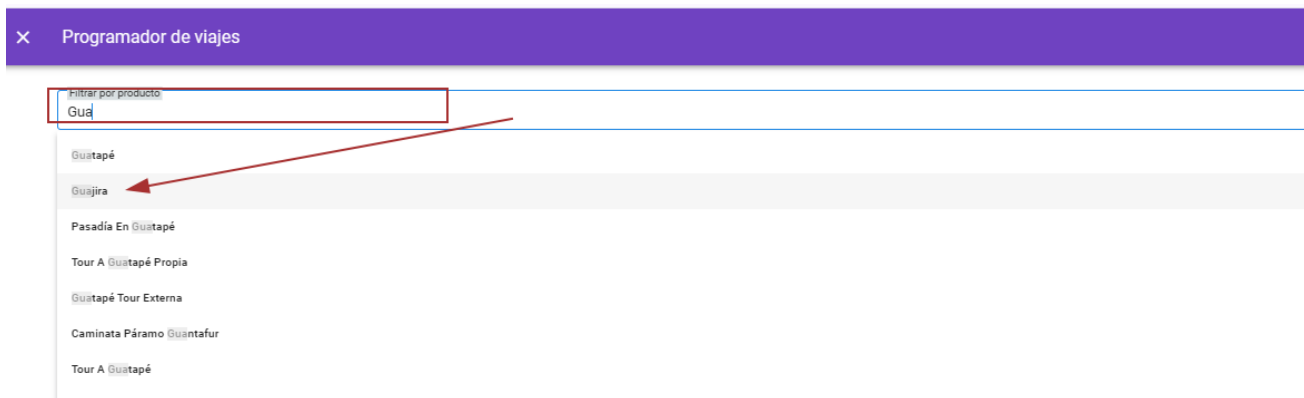 × Programador de viajes
Filtrar por producto
Gua
Guatapé
Guajira
Pasadía En Guatapé
Tour A Guatapé Propia
Guatapé Tour Externa
Caminata Páramo Guantafur
Tour A Guatapé